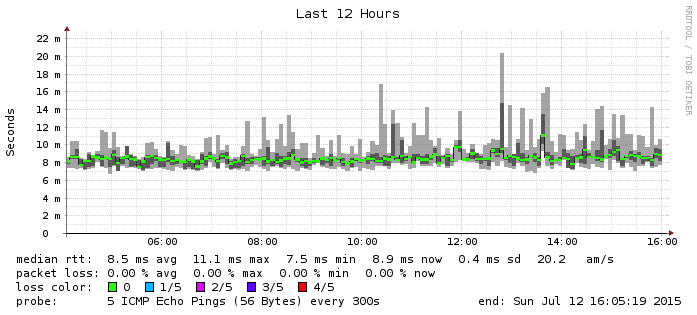 Last 12 Hours
RRDTOOL / TOBI OETIKER
Seconds
22 m
20 m
18 m
16 m
14 m
12 m
10 m
8 m
6 m
4 m
2 m
0
06:00 08:00 10:00 12:00 14:00 16:00
median rtt: 8.5 ms avg 11.1 ms max 7.5 ms min 8.9 ms now 0.4 ms sd 20.2 am/s
packet loss: 0.00 % avg 0.00 % max 0.00 % min 0.00 % now
loss color: 0 1/5 2/5 3/5 4/5
probe: 5 ICMP Echo Pings (56 Bytes) every 300s end: Sun Jul 12 16:05:19 2015